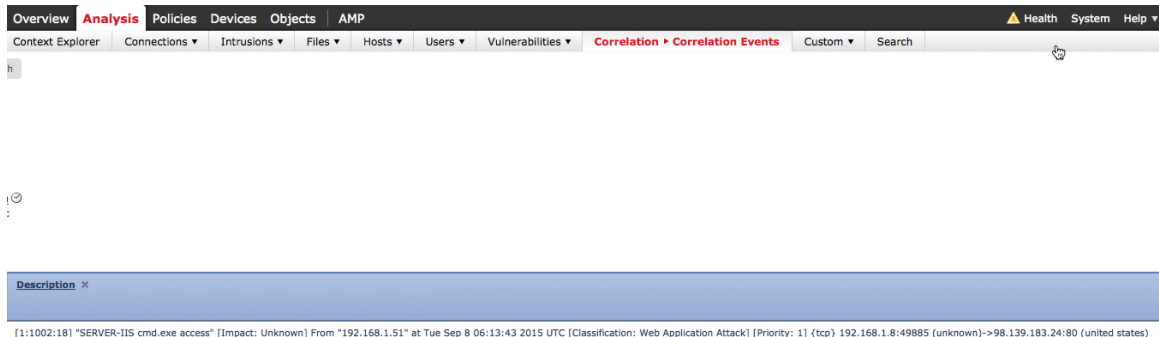 Overview Analysis Policies Devices Objects AMP Health System Help ▾
Context Explorer Connections ▾ Intrusions ▾ Files ▾ Hosts ▾ Users ▾ Vulnerabilities ▾ Correlation ▸ Correlation Events Custom ▾ Search
h
Description ×
[1:1002:18] "SERVER-IIS cmd.exe access" [Impact: Unknown] From "192.168.1.51" at Tue Sep 8 06:13:43 2015 UTC [Classification: Web Application Attack] [Priority: 1] {tcp} 192.168.1.8:49885 (unknown)->98.139.183.24:80 (united states)